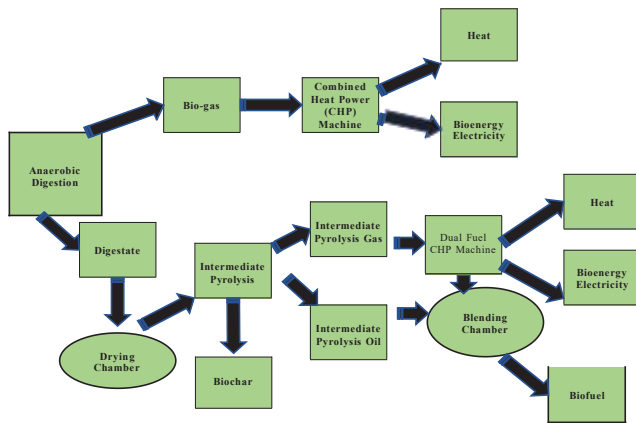 Heat
Bio-gas
Combined
Heat Power
(CHP)
Machine
Bioenergy
Electricity
Anaerobic
Digestion
Digestate
Intermediate
Pyrolysis
Intermediate
Pyrolysis Gas
Dual Fuel
CHP Machine
Heat
Bioenergy
Electricity
Drying
Chamber
Biochar
Intermediate
Pyrolysis Oil
Blending
Chamber
Biofuel